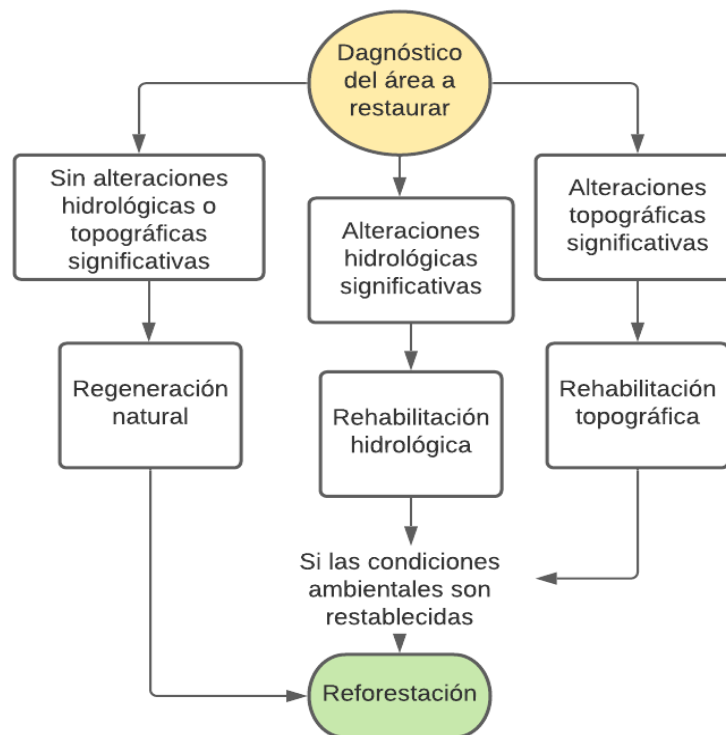 Dagnóstico
del área a
restaurar
Sin alteraciones
hidrológicas o
topográficas
significativas
Alteraciones
hidrológicas
significativas
Alteraciones
topográficas
significativas
Regeneración
natural
Rehabilitación
hidrológica
Rehabilitación
topográfica
Si las condiciones
ambientales son
restablecidas
Reforestación